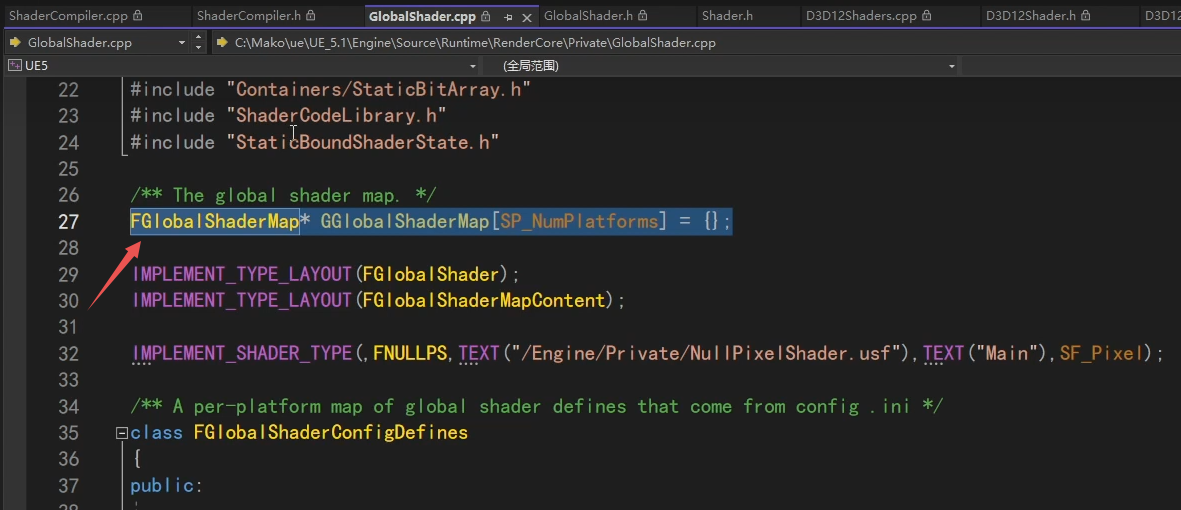 ShaderCompiler.cpp ShaderCompiler.h GlobalShader.cpp GlobalShader.h Shader.h D3D12Shaders.cpp D3D12Shader.h D3D12
GlobalShader.cpp C:\Mako\ue\UE_5.1\Engine\Source\Runtime\RenderCore\Private\GlobalShader.cpp
UE5 (全局范围)
22 #include "Containers/StaticBitArray.h"
23 #include "ShaderCodeLibrary.h"
24 #include "StaticBoundShaderState.h"
25
26 /** The global shader map. */
27 FGlobalShaderMap* GGlobalShaderMap[SP_NumPlatforms] = {};
28
29 IMPLEMENT_TYPE_LAYOUT(FGlobalShader);
30 IMPLEMENT_TYPE_LAYOUT(FGlobalShaderMapContent);
31
32 IMPLEMENT_SHADER_TYPE(,FNULLPS,TEXT("/Engine/Private/NullPixelShader.usf"),TEXT("Main"),SF_Pixel);
33
34 /** A per-platform map of global shader defines that come from config .ini */
35 class FGlobalShaderConfigDefines
36 {
37 public: